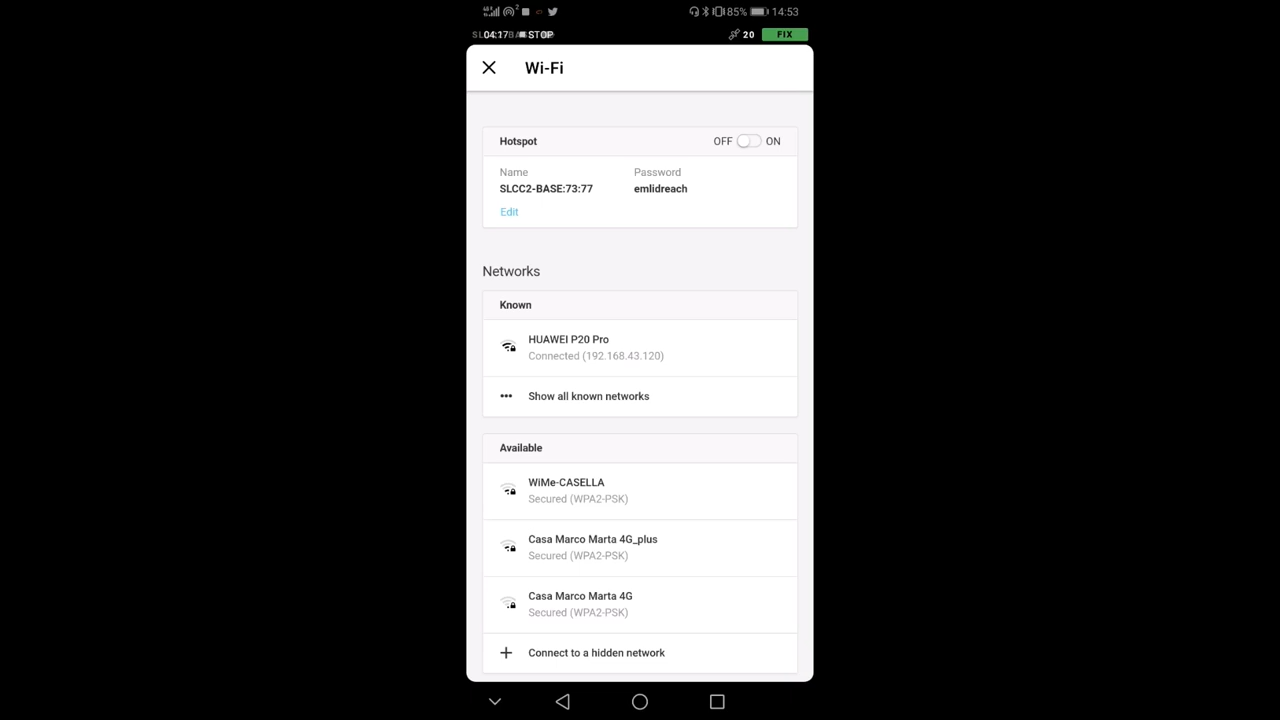 85% 14:53
04:17 STOP 20 FIX
Wi-Fi
Hotspot OFF ON
Name Password
SLCC2-BASE:73:77 emlidreach
Edit
Networks
Known
HUAWEI P20 Pro
Connected (192.168.43.120)
Show all known networks
Available
WiMe-CASELLA
Secured (WPA2-PSK)
Casa Marco Marta 4G_plus
Secured (WPA2-PSK)
Casa Marco Marta 4G
Secured (WPA2-PSK)
Connect to a hidden network